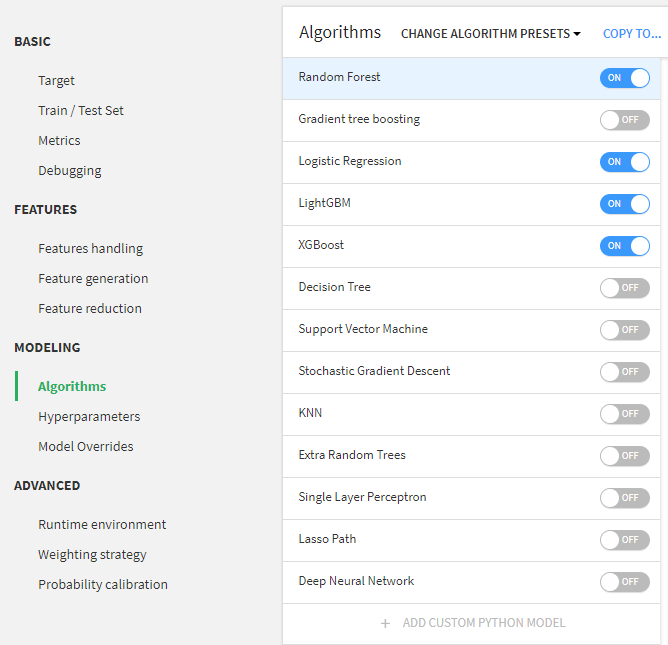 BASIC
Target
Train / Test Set
Metrics
Debugging
FEATURES
Features handling
Feature generation
Feature reduction
MODELING
Algorithms
Hyperparameters
Model Overrides
ADVANCED
Runtime environment
Weighting strategy
Probability calibration
Algorithms CHANGE ALGORITHM PRESETS COPY TO...
Random Forest ON
Gradient tree boosting OFF
Logistic Regression ON
LightGBM ON
XGBoost ON
Decision Tree OFF
Support Vector Machine OFF
Stochastic Gradient Descent OFF
KNN OFF
Extra Random Trees OFF
Single Layer Perceptron OFF
Lasso Path OFF
Deep Neural Network OFF
+ ADD CUSTOM PYTHON MODEL